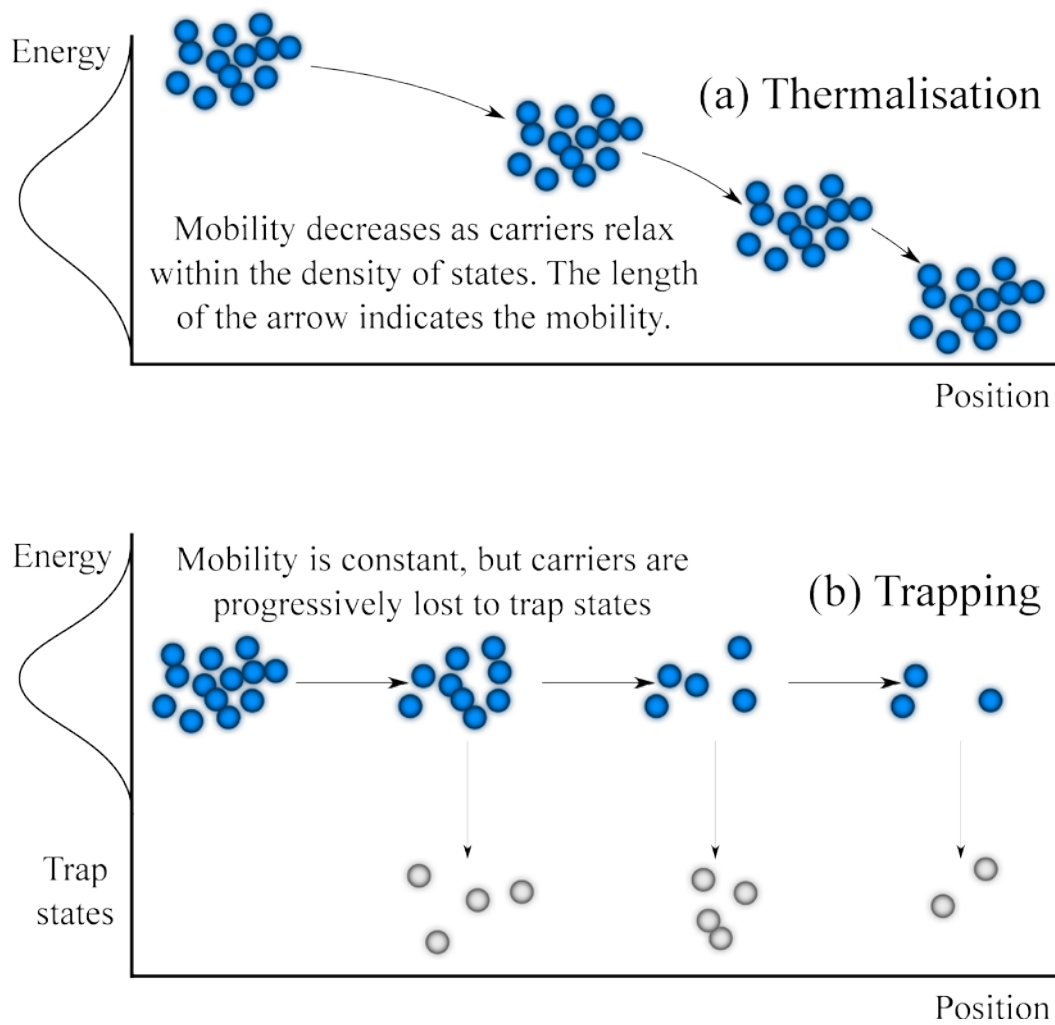 Energy
(a) Thermalisation
Mobility decreases as carriers relax
within the density of states. The length
of the arrow indicates the mobility.
Position
Energy
Mobility is constant, but carriers are
progressively lost to trap states
(b) Trapping
Trap
states
Position